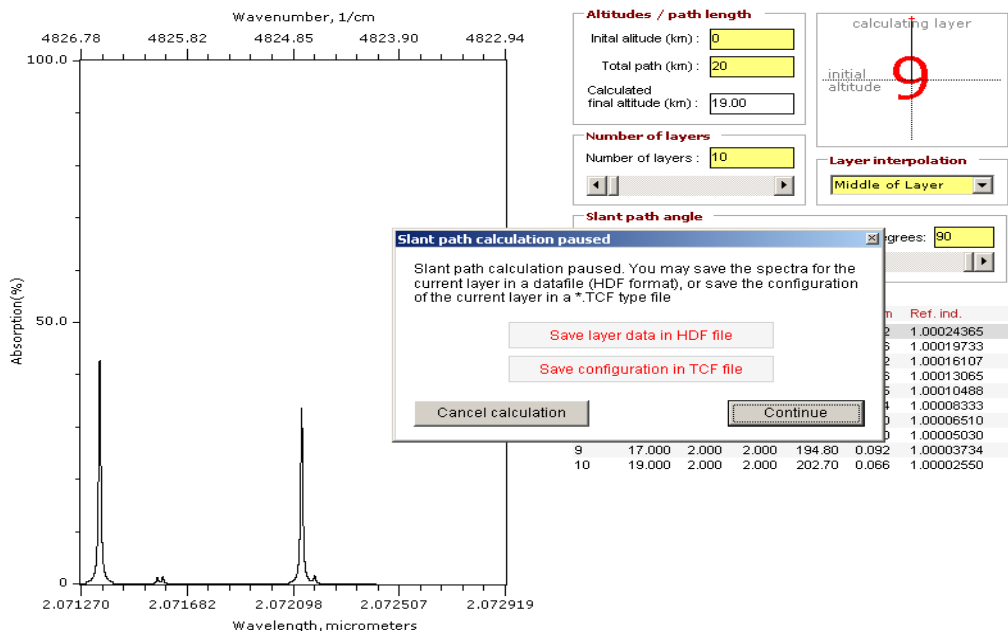 Wavenumber, 1/cm
4826.78 4825.82 4824.85 4823.90 4822.94
100.0
50.0
0
Absorption(%)
2.071270 2.071682 2.072098 2.072507 2.072919
Wavelength, micrometers
Altitudes / path length
Inital alitude (km) : 0
Total path (km) : 20
Calculated
final altitude (km) : 19.00
calculating layer
initial
altitude
9
Number of layers
Number of layers : 10
Layer interpolation
Middle of Layer
Slant path angle
egrees: 90
Slant path calculation paused
Slant path calculation paused. You may save the spectra for the
current layer in a datafile (HDF format), or save the configuration
of the current layer in a *.TCF type file
Save layer data in HDF file
Save configuration in TCF file
Cancel calculation Continue
Ref. ind.
1.00024365
1.00019733
1.00016107
1.00013065
1.00010488
1.00008333
1.00006510
1.00005030
9 17.000 2.000 2.000 194.80 0.092 1.00003734
10 19.000 2.000 2.000 202.70 0.066 1.00002550